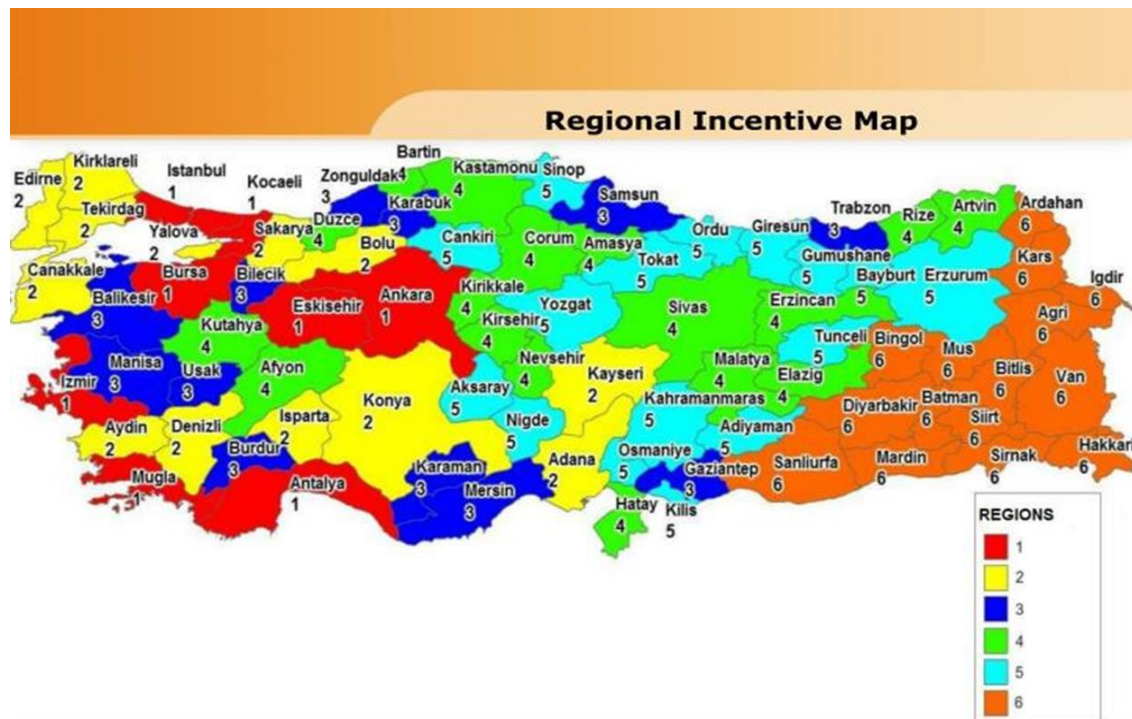 Regional Incentive Map
Edirne
2
Kirklareli
2
Tekirdag
2
Istanbul
1
Kocaeli
1
Yalova
2
Sakarya
2
Duzce
4
Zonguldak
3
Bartin
4
Karabuk
3
Kastamonu
4
Sinop
5
Samsun
3
Bolu
2
Cankiri
5
Corum
4
Amasya
4
Tokat
5
Ordu
5
Giresun
5
Trabzon
3
Gumushane
5
Rize
4
Artvin
4
Ardahan
6
Kars
6
Igdir
6
Bayburt
5
Erzurum
5
Agri
6
Canakkale
2
Balikesir
3
Bursa
1
Bilecik
3
Eskisehir
1
Ankara
1
Kirikkale
4
Kirsehir
4
Yozgat
5
Sivas
4
Erzincan
4
Tunceli
5
Bingol
6
Mus
6
Bitlis
6
Van
6
Kutahya
4
Manisa
3
Usak
3
Afyon
4
Izmir
1
Aydin
2
Denizli
2
Isparta
2
Burdur
3
Konya
2
Aksaray
5
Nevsehir
4
Nigde
5
Kayseri
2
Malatya
4
Elazig
4
Kahramanmaras
5
Adiyaman
5
Diyarbakir
6
Batman
6
Siirt
6
Hakkari
6
Sirnak
6
Mardin
6
Sanliurfa
6
Gaziantep
3
Kilis
5
Osmaniye
5
Hatay
4
Adana
2
Mersin
3
Karaman
3
Antalya
1
Mugla
1
REGIONS
1
2
3
4
5
6